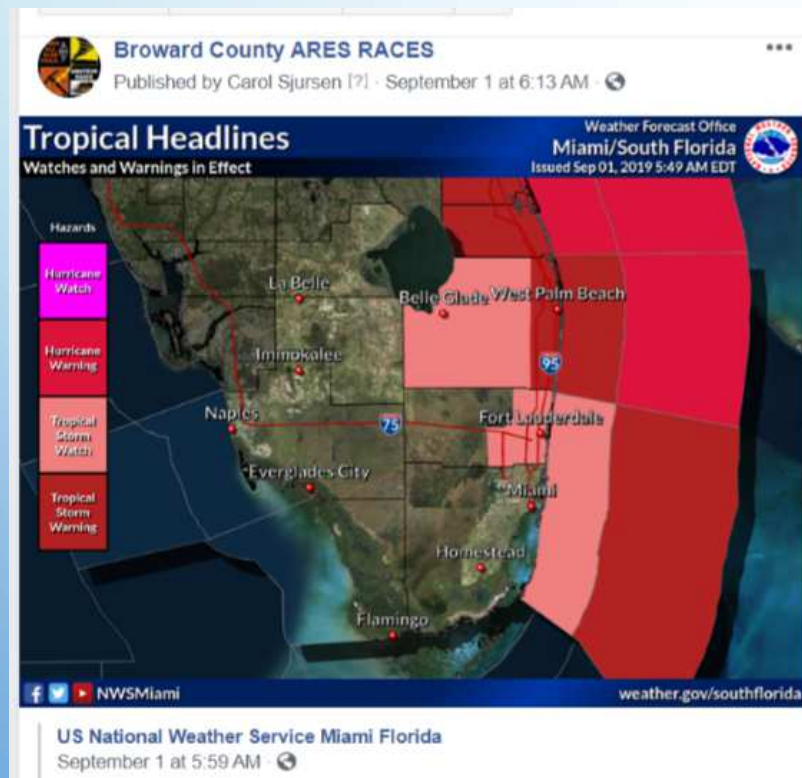 Broward County ARES RACES
Published by Carol Sjursen [?] · September 1 at 6:13 AM ·
Tropical Headlines
Watches and Warnings in Effect
Weather Forecast Office
Miami/South Florida
Issued Sep 01, 2019 5:49 AM EDT
Hazards
Hurricane
Watch
Hurricane
Warning
Tropical
Storm
Watch
Tropical
Storm
Warning
La Belle
Belle Glade
West Palm Beach
Immokalee
95
Naples
75
Fort Lauderdale
Everglades City
Miami
Homestead
Flamingo
NWSMiami
weather.gov/southflorida
US National Weather Service Miami Florida
September 1 at 5:59 AM ·